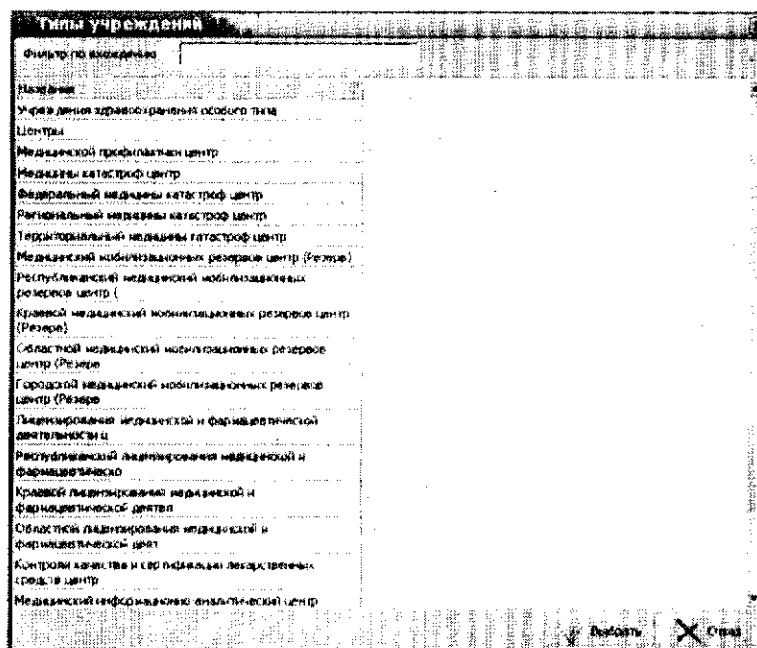 Типы учреждений
Фильтр по вхождению
Название
Учреждения здравоохранения особого типа
Центры
Медицинской профилактики центр
Медицины катастроф центр
Федеральный медицины катастроф центр
Региональный медицины катастроф центр
Территориальный медицины катастроф центр
Медицинский мобилизационных резервов центр (Резерв)
Республиканский медицинский мобилизационных
резервов центр (
Краевой медицинский мобилизационных резервов центр
(Резерв)
Областной медицинский мобилизационных резервов
центр (Резерв
Городской медицинский мобилизационных резервов
центр (Резерв
Лицензирования медицинской и фармацевтической
деятельности ц
Республиканский лицензирования медицинской и
фармацевтическо
Краевой лицензирования медицинской и
фармацевтической деятел
Областной лицензирования медицинской и
фармацевтической деят
Контроля качества и сертификации лекарственных
средств центр
Медицинский информационно аналитический центр
Выбрать
Отказ